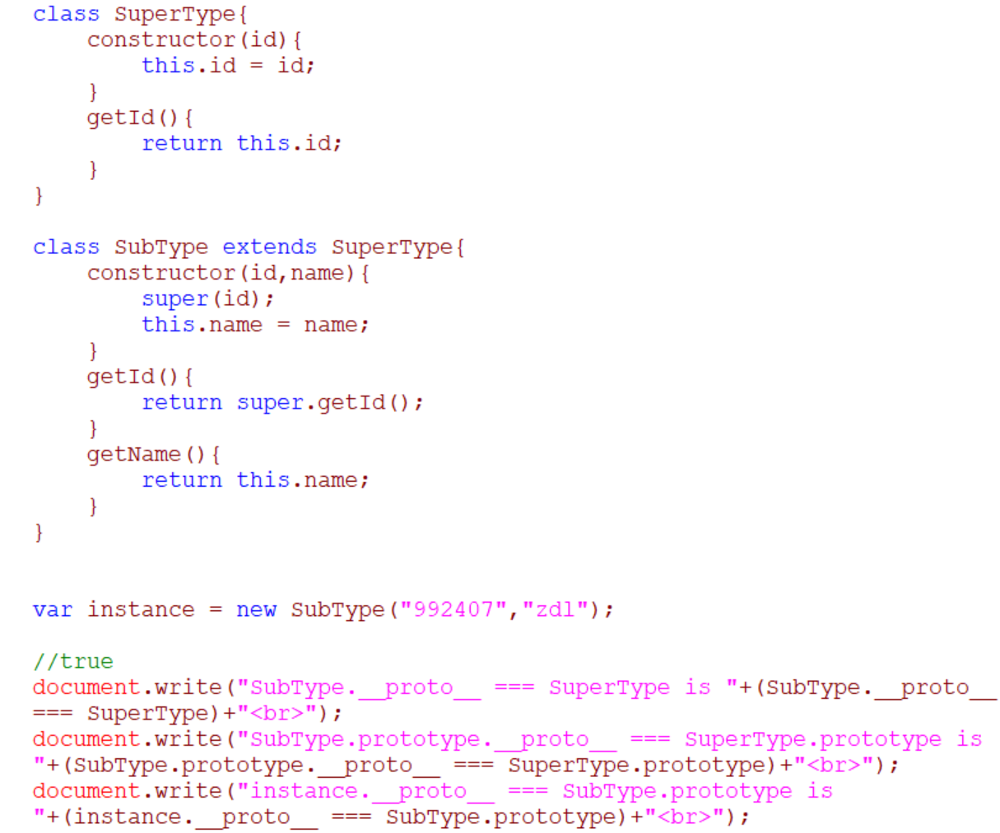 class SuperType{
    constructor(id){
        this.id = id;
    }
    getId(){
        return this.id;
    }
}

class SubType extends SuperType{
    constructor(id,name){
        super(id);
        this.name = name;
    }
    getId(){
        return super.getId();
    }
    getName(){
        return this.name;
    }
}

var instance = new SubType("992407","zdl");

//true
document.write("SubType.__proto__ === SuperType is "+(SubType.__proto__
=== SuperType)+"<br>");
document.write("SubType.prototype.__proto__ === SuperType.prototype is
"+(SubType.prototype.__proto__ === SuperType.prototype)+"<br>");
document.write("instance.__proto__ === SubType.prototype is
"+(instance.__proto__ === SubType.prototype)+"<br>");